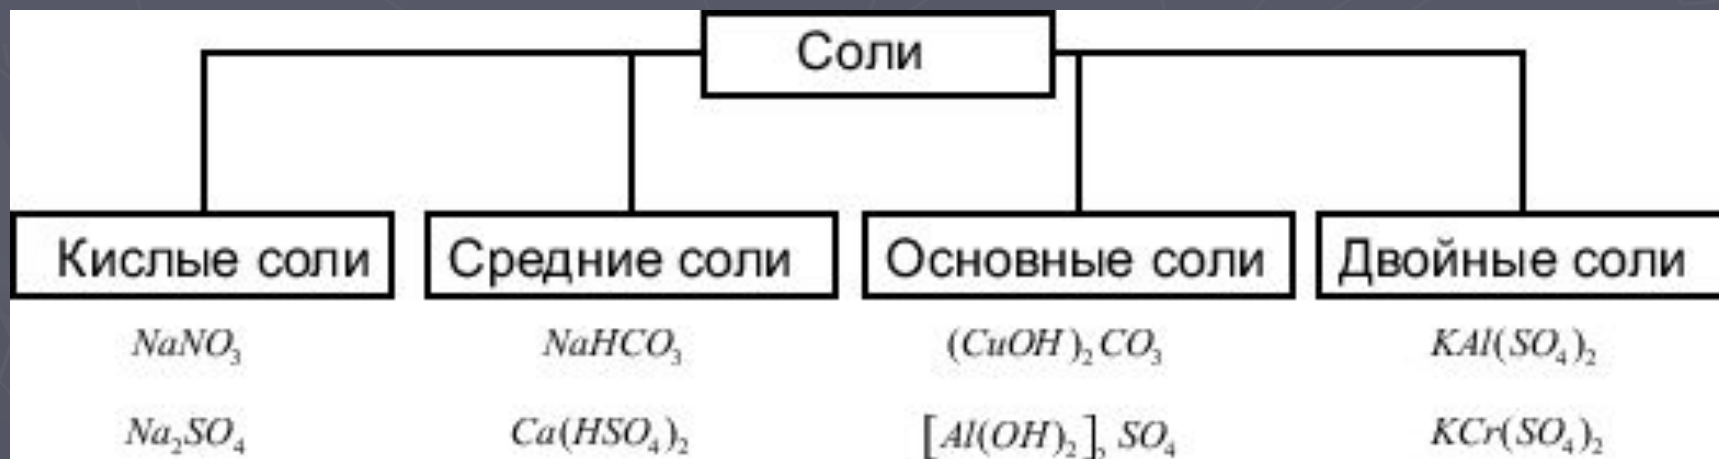 Соли
Кислые соли Средние соли Основные соли Двойные соли
NaNO₃ NaHCO₃ (CuOH)₂CO₃ KAl(SO₄)₂
Na₂SO₄ Ca(HSO₄)₂ [Al(OH)₂]₂SO₄ KCr(SO₄)₂